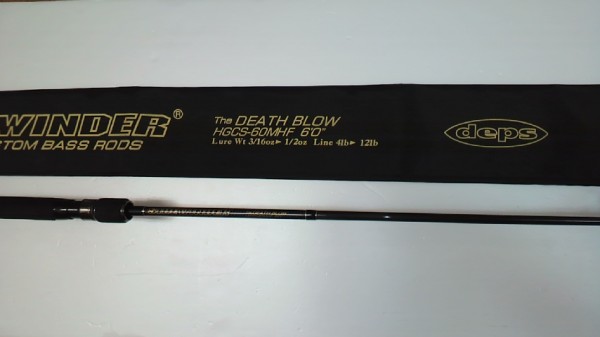 WINDER®
TOM BASS RODS
The DEATH BLOW
HGCS-60MHF 6'0"
Lure Wt 3/16oz► 1/2oz Line 4lb► 12lb
deps